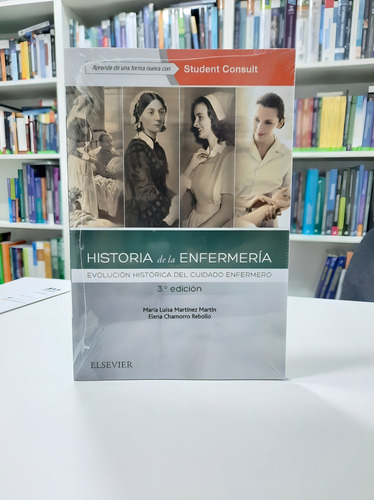 Aprende de una forma nueva con
Student Consult
HISTORIA de la ENFERMERÍA
EVOLUCIÓN HISTÓRICA DEL CUIDADO ENFERMERO
3.ª edición
María Luisa Martínez Martín
Elena Chamorro Rebollo
ELSEVIER